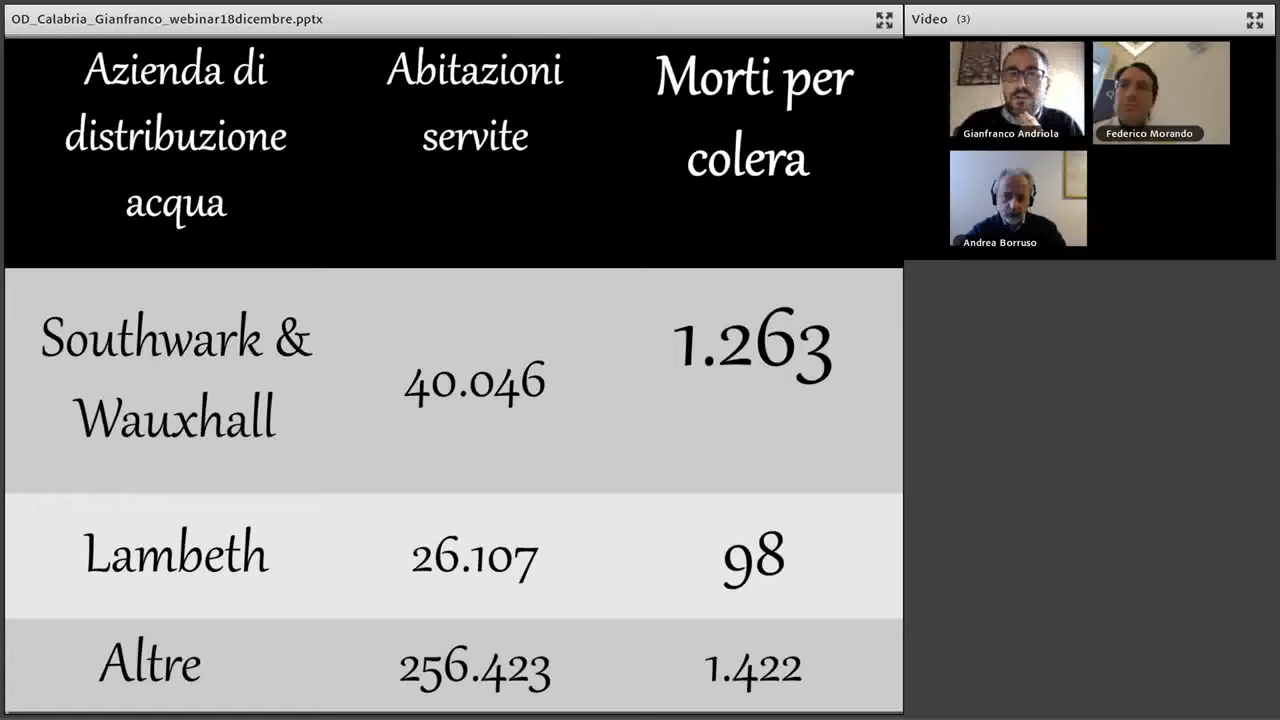 OD_Calabria_Gianfranco_webinar18dicembre.pptx
Video (3)
Azienda di
distribuzione
acqua
Abitazioni
servite
Morti per
colera
Southwark &
Wauxhall
40.046
1.263
Lambeth
26.107
98
Altre
256.423
1.422
Gianfranco Andriola
Federico Morando
Andrea Borruso